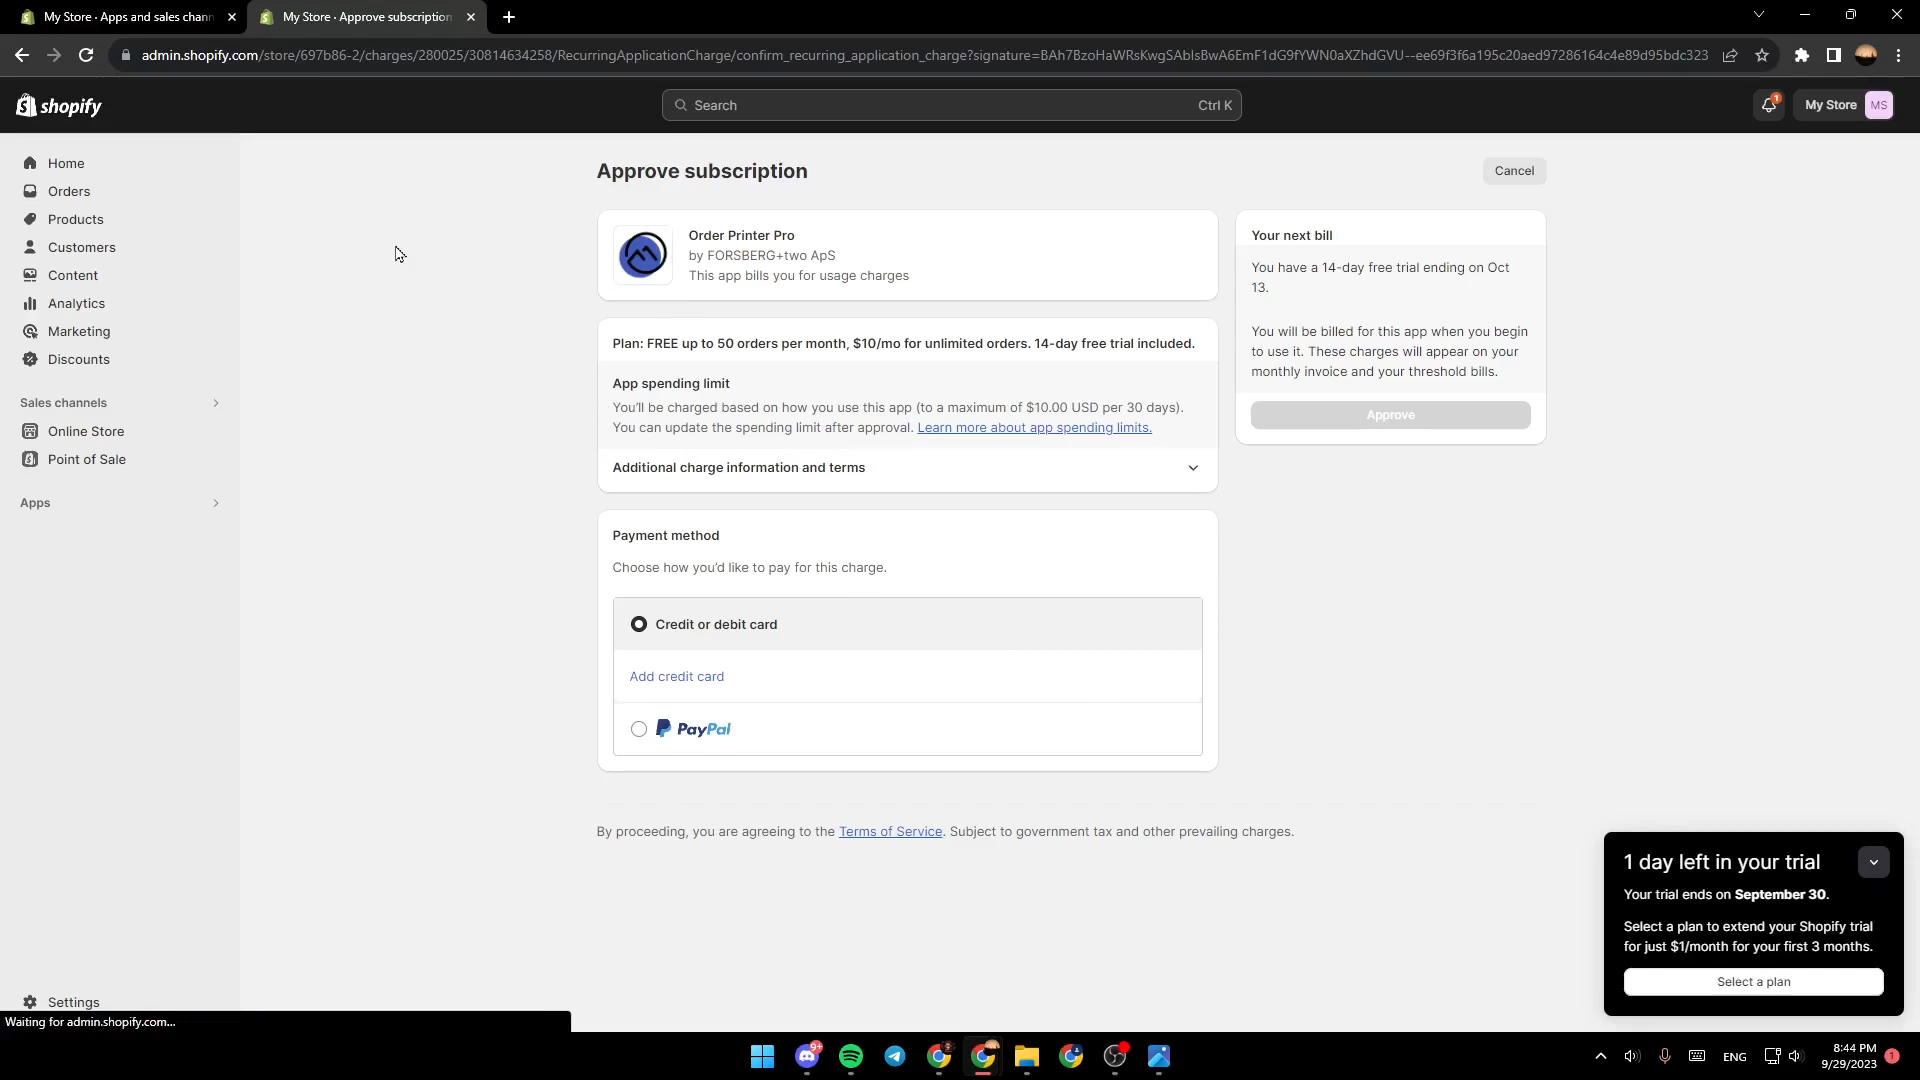 My Store · Apps and sales chann
My Store · Approve subscription
admin.shopify.com/store/697b86-2/charges/280025/30814634258/RecurringApplicationCharge/confirm_recurring_application_charge?signature=BAh7BzoHaWRsKwgSAblsBwA6EmF1dG9fYWN0aXZhdGVU--ee69f3f6a195c20aed97286164c4e89d95bdc323
shopify
Search
Ctrl K
1
My Store
MS
Home
Orders
Products
Customers
Content
Analytics
Marketing
Discounts
Sales channels
Online Store
Point of Sale
Apps
Settings
Waiting for admin.shopify.com...
Approve subscription
Cancel
Order Printer Pro
by FORSBERG+two ApS
This app bills you for usage charges
Plan: FREE up to 50 orders per month, $10/mo for unlimited orders. 14-day free trial included.
App spending limit
You'll be charged based on how you use this app (to a maximum of $10.00 USD per 30 days).
You can update the spending limit after approval. Learn more about app spending limits.
Additional charge information and terms
Payment method
Choose how you'd like to pay for this charge.
Credit or debit card
Add credit card
PayPal
By proceeding, you are agreeing to the Terms of Service. Subject to government tax and other prevailing charges.
Your next bill
You have a 14-day free trial ending on Oct
13.
You will be billed for this app when you begin
to use it. These charges will appear on your
monthly invoice and your threshold bills.
Approve
1 day left in your trial
Your trial ends on September 30.
Select a plan to extend your Shopify trial
for just $1/month for your first 3 months.
Select a plan
9+
ENG
8:44 PM
9/29/2023
1